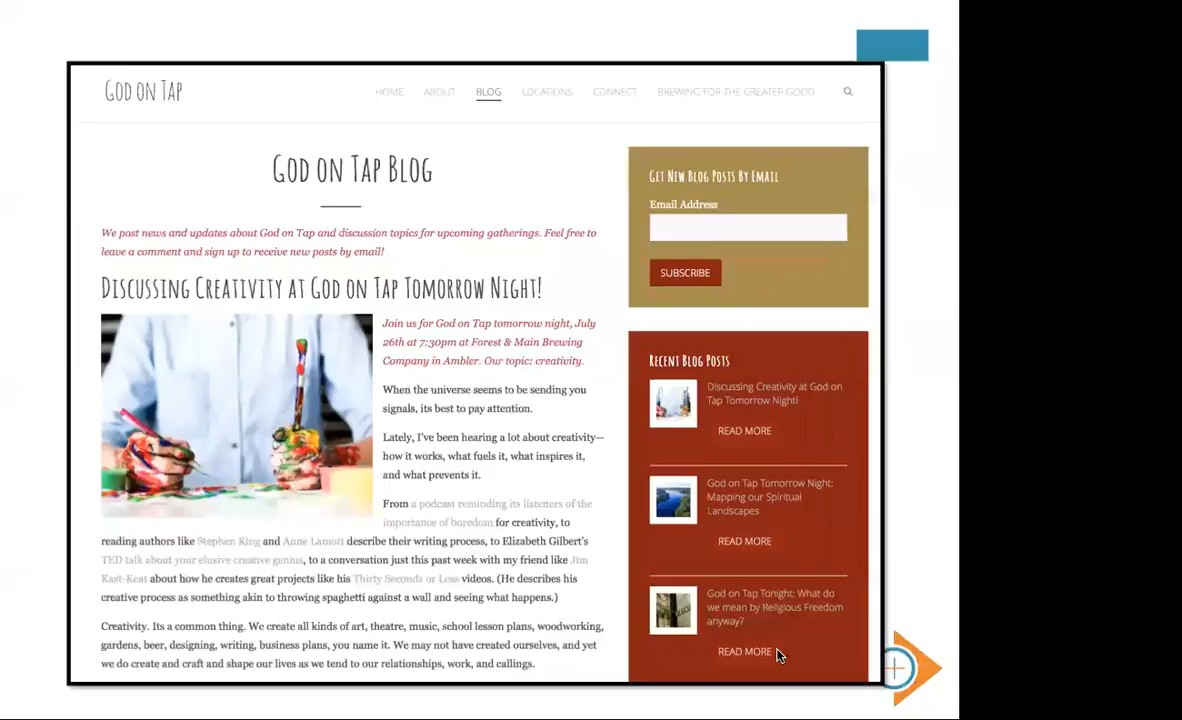 GOD ON TAP
HOME ABOUT BLOG LOCATIONS CONNECT BREWING FOR THE GREATER GOOD
GOD ON TAP BLOG
We post news and updates about God on Tap and discussion topics for upcoming gatherings. Feel free to
leave a comment and sign up to receive new posts by email!
DISCUSSING CREATIVITY AT GOD ON TAP TOMORROW NIGHT!
Join us for God on Tap tomorrow night, July
26th at 7:30pm at Forest & Main Brewing
Company in Ambler. Our topic: creativity.
When the universe seems to be sending you
signals, its best to pay attention.
Lately, I've been hearing a lot about creativity—
how it works, what fuels it, what inspires it,
and what prevents it.
From a podcast reminding its listeners of the
importance of boredom for creativity, to
reading authors like Stephen King and Anne Lamott describe their writing process, to Elizabeth Gilbert's
TED talk about your elusive creative genius, to a conversation just this past week with my friend like Jim
Kast-Keat about how he creates great projects like his Thirty Seconds or Less videos. (He describes his
creative process as something akin to throwing spaghetti against a wall and seeing what happens.)
Creativity. Its a common thing. We create all kinds of art, theatre, music, school lesson plans, woodworking,
gardens, beer, designing, writing, business plans, you name it. We may not have created ourselves, and yet
we do create and craft and shape our lives as we tend to our relationships, work, and callings.
GET NEW BLOG POSTS BY EMAIL
Email Address
SUBSCRIBE
RECENT BLOG POSTS
Discussing Creativity at God on
Tap Tomorrow Night!
READ MORE
God on Tap Tomorrow Night:
Mapping our Spiritual
Landscapes
READ MORE
God on Tap Tonight: What do
we mean by Religious Freedom
anyway?
READ MORE